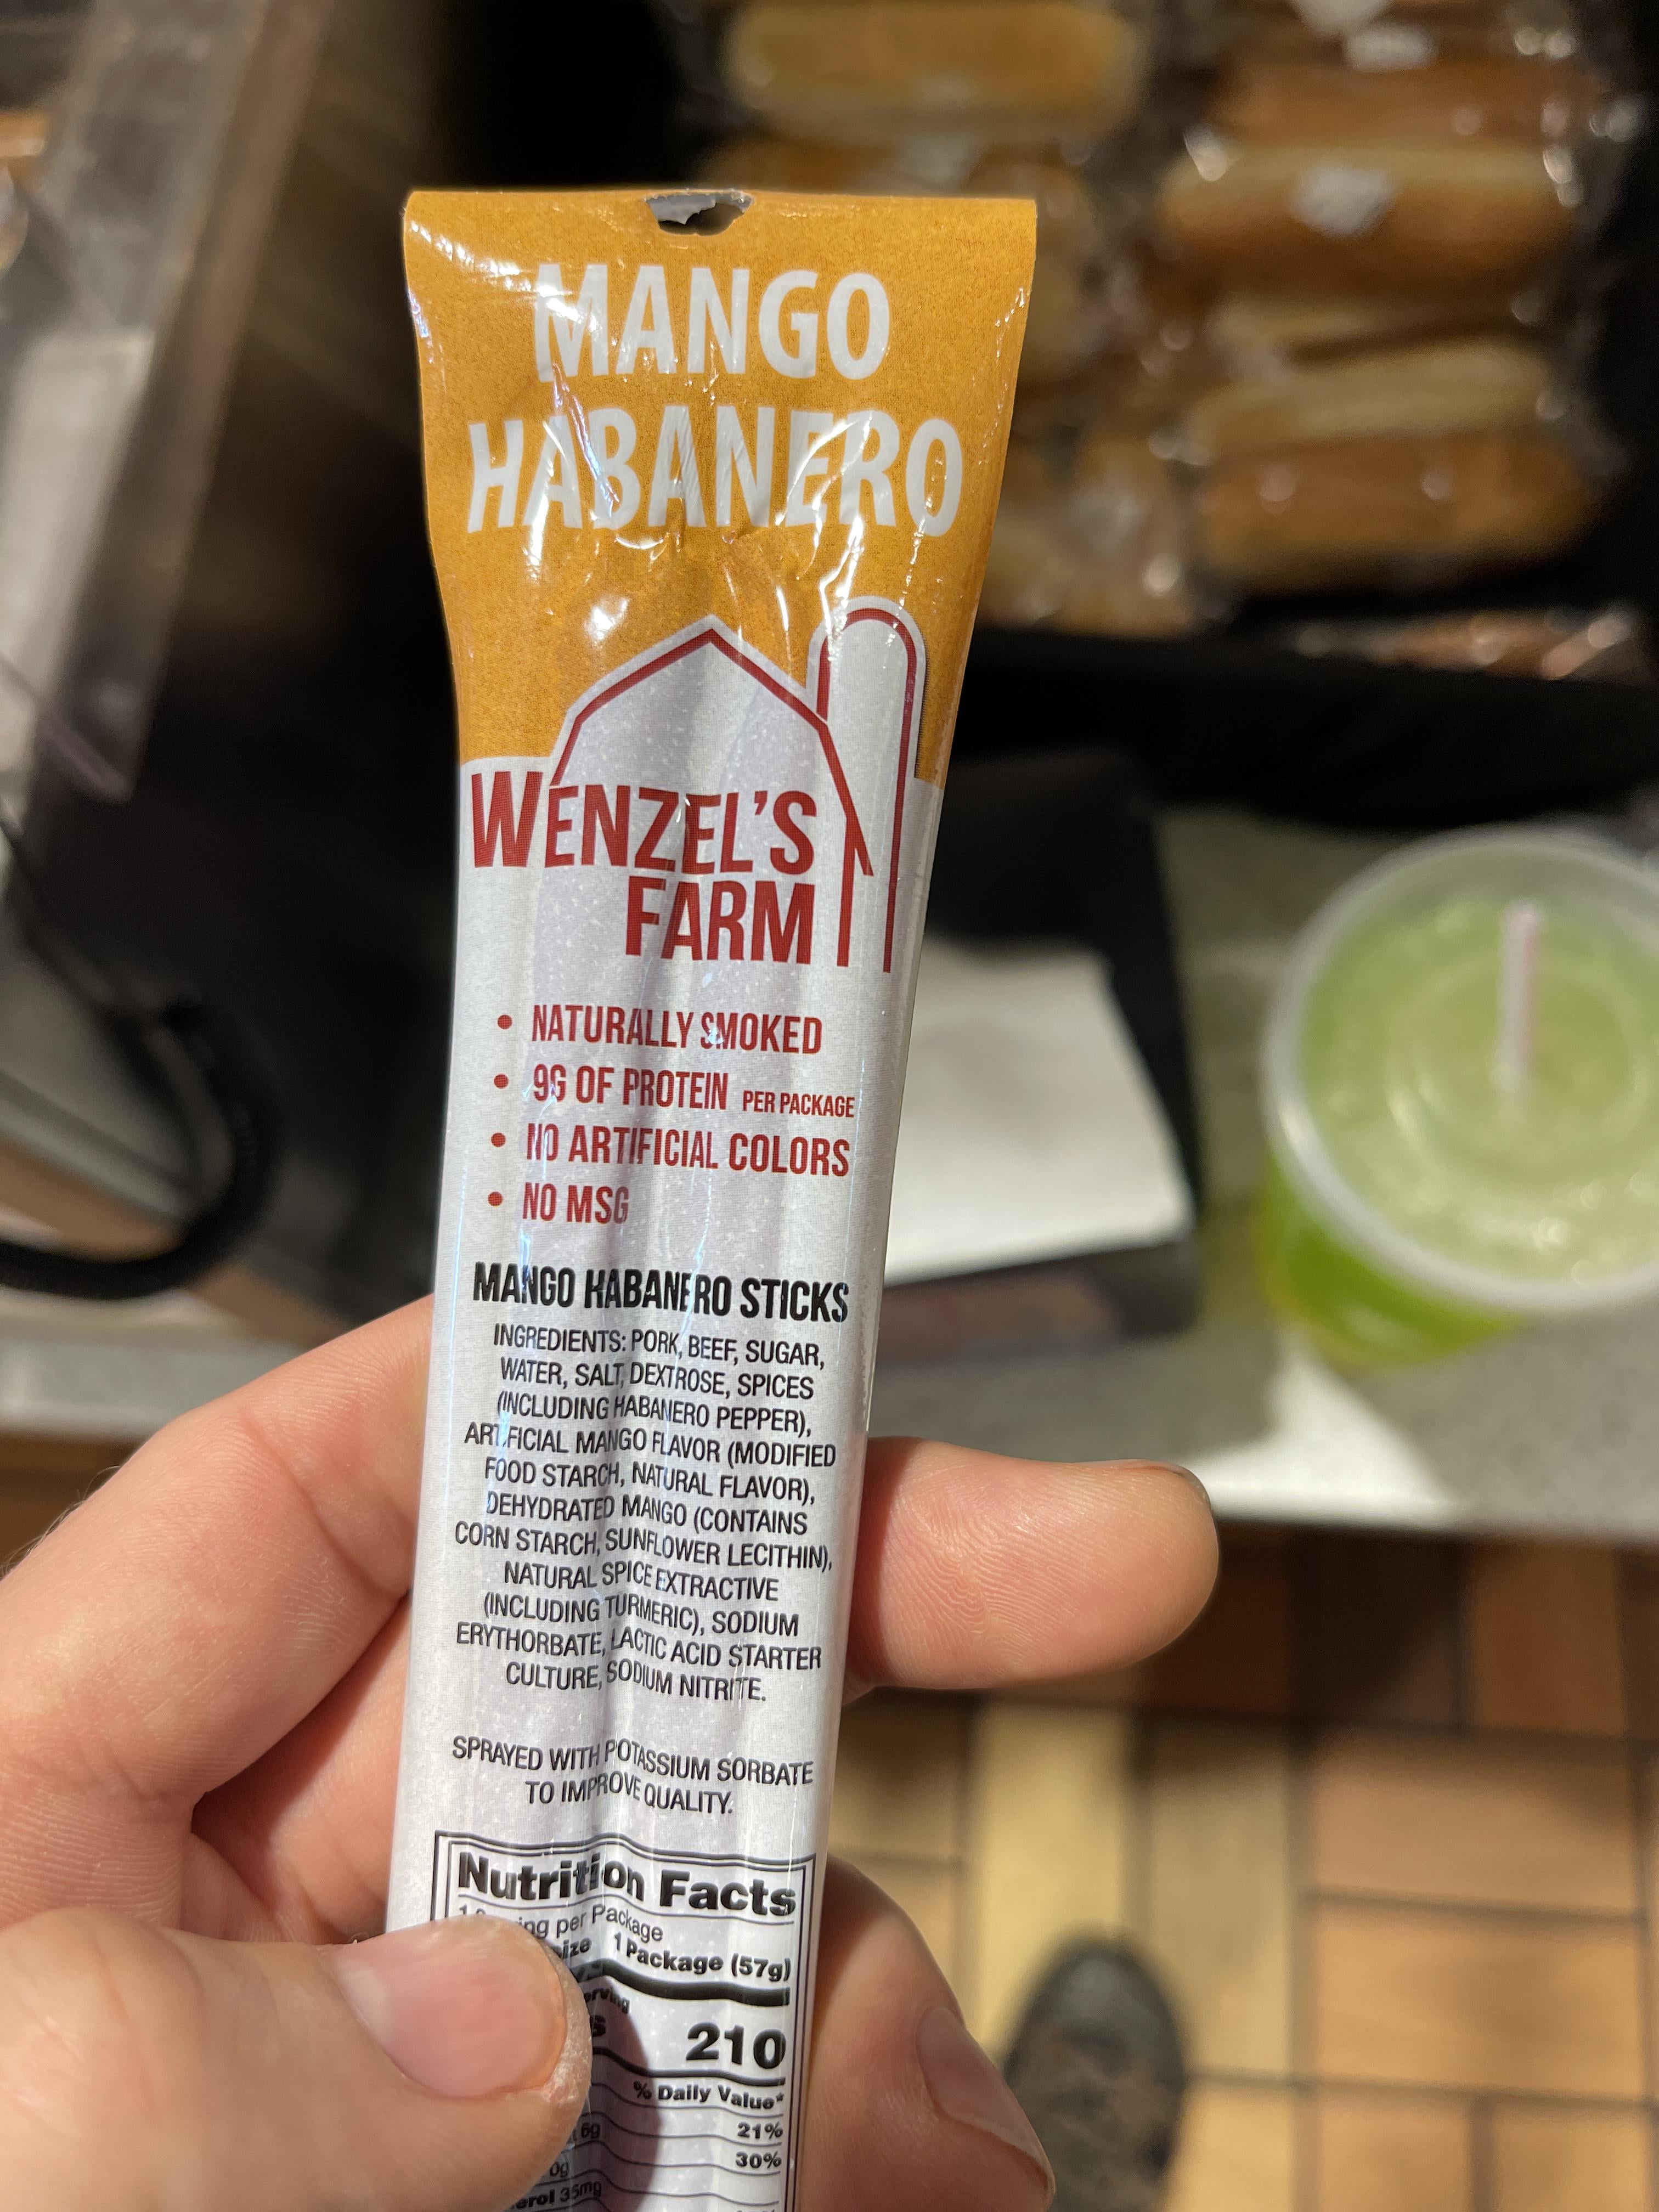 MANGO
HABANERO
WENZEL'S
FARM
• NATURALLY SMOKED
• 9G OF PROTEIN PER PACKAGE
• NO ARTIFICIAL COLORS
• NO MSG
MANGO HABANERO STICKS
INGREDIENTS: PORK, BEEF, SUGAR,
WATER, SALT, DEXTROSE, SPICES
(INCLUDING HABANERO PEPPER),
ARTIFICIAL MANGO FLAVOR (MODIFIED
FOOD STARCH, NATURAL FLAVOR),
DEHYDRATED MANGO (CONTAINS
CORN STARCH, SUNFLOWER LECITHIN),
NATURAL SPICE EXTRACTIVE
(INCLUDING TURMERIC), SODIUM
ERYTHORBATE, LACTIC ACID STARTER
CULTURE, SODIUM NITRITE.
SPRAYED WITH POTASSIUM SORBATE
TO IMPROVE QUALITY.
Nutrition Facts
1 per Package
1 Package (57g)
210
% Daily Value*
21%
30%
35mg